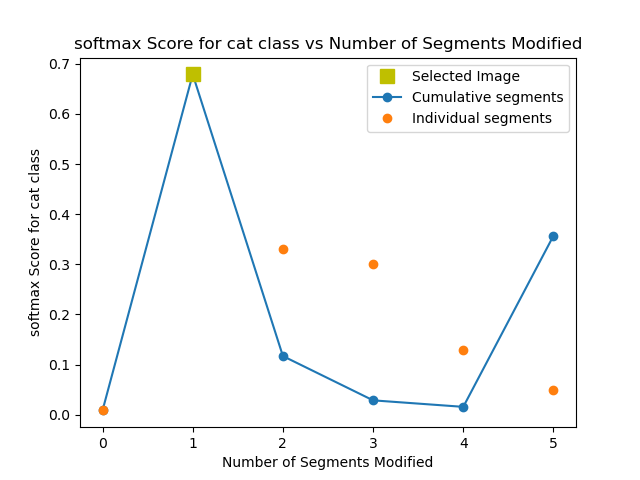 softmax Score for cat class vs Number of Segments Modified
Selected Image
Cumulative segments
Individual segments
softmax Score for cat class
0.7
0.6
0.5
0.4
0.3
0.2
0.1
0.0
0 1 2 3 4 5
Number of Segments Modified